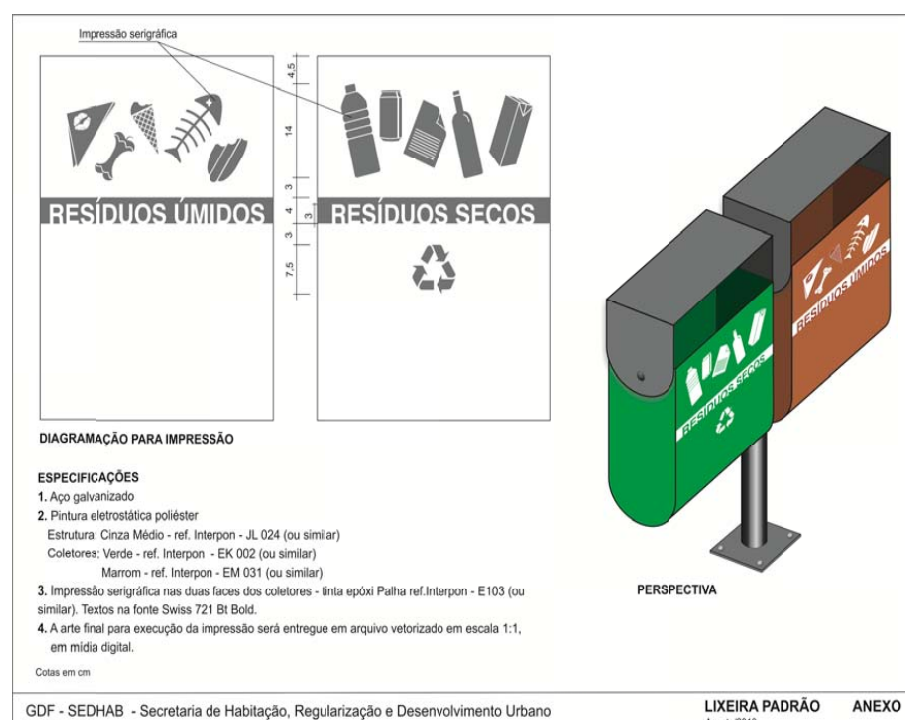 Impressão serigráfica
4,5
14
3
4
3
3
7,5
RESÍDUOS ÚMIDOS
RESÍDUOS SECOS
RESÍDUOS ÚMIDOS
RESÍDUOS SECOS
DIAGRAMAÇÃO PARA IMPRESSÃO
ESPECIFICAÇÕES
1. Aço galvanizado
2. Pintura eletrostática poliéster
Estrutura: Cinza Médio - ref. Interpon - JL 024 (ou similar)
Coletores: Verde - ref. Interpon - EK 002 (ou similar)
Marrom - ref. Interpon - EM 031 (ou similar)
3. Impressão serigráfica nas duas faces dos coletores - tinta epóxi Palha ref.Interpon - E103 (ou
similar). Textos na fonte Swiss 721 Bt Bold.
4. A arte final para execução da impressão será entregue em arquivo vetorizado em escala 1:1,
em mídia digital.
Cotas em cm
PERSPECTIVA
GDF - SEDHAB - Secretaria de Habitação, Regularização e Desenvolvimento Urbano
LIXEIRA PADRÃO ANEXO